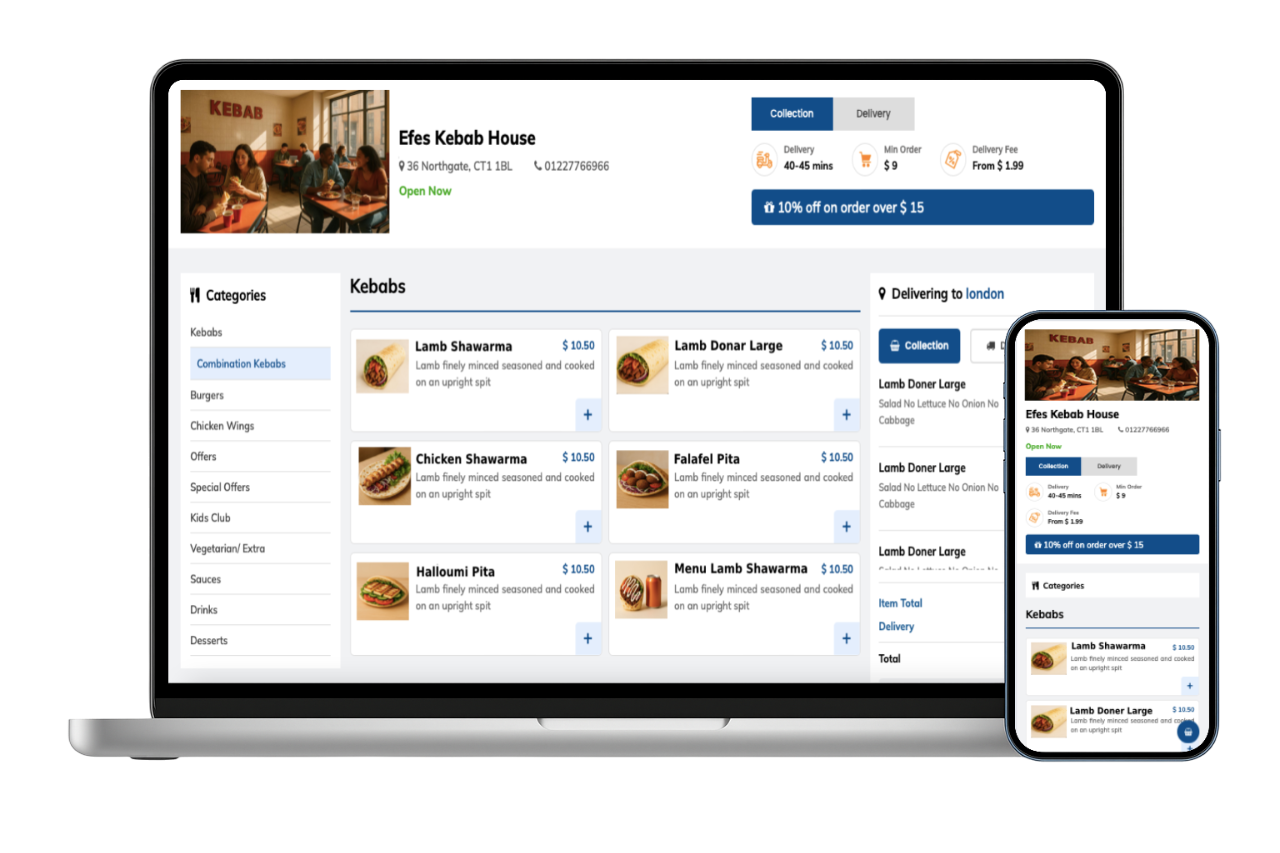 KEBAB
Efes Kebab House
36 Northgate, CT1 1BL 01227766966
Open Now
Collection Delivery
Delivery
40-45 mins
Min Order
$ 9
Delivery Fee
From $ 1.99
10% off on order over $ 15
Categories
Kebabs
Combination Kebabs
Burgers
Chicken Wings
Offers
Special Offers
Kids Club
Vegetarian/ Extra
Sauces
Drinks
Desserts
Kebabs
Lamb Shawarma $ 10.50
Lamb finely minced seasoned and cooked
on an upright spit
+
Lamb Donar Large $ 10.50
Lamb finely minced seasoned and cooked
on an upright spit
+
Chicken Shawarma $ 10.50
Lamb finely minced seasoned and cooked
on an upright spit
+
Falafel Pita $ 10.50
Lamb finely minced seasoned and cooked
on an upright spit
+
Halloumi Pita $ 10.50
Lamb finely minced seasoned and cooked
on an upright spit
+
Menu Lamb Shawarma $ 10.50
Lamb finely minced seasoned and cooked
on an upright spit
+
Delivering to london
Collection
Lamb Doner Large
Salad No Lettuce No Onion No
Cabbage
Lamb Doner Large
Salad No Lettuce No Onion No
Cabbage
Lamb Doner Large
Salad No Lettuce No Onion No
Item Total
Delivery
Total
KEBAB
Efes Kebab House
36 Northgate, CT1 1BL 01227766966
Open Now
Collection Delivery
Delivery
40-45 mins
Min Order
$ 9
Delivery Fee
From $ 1.99
10% off on order over $ 15
Categories
Kebabs
Lamb Shawarma $ 10.50
Lamb finely minced seasoned and cooked
on an upright spit
+
Lamb Doner Large $ 10.50
Lamb finely minced seasoned and cooked
on an upright spit
+